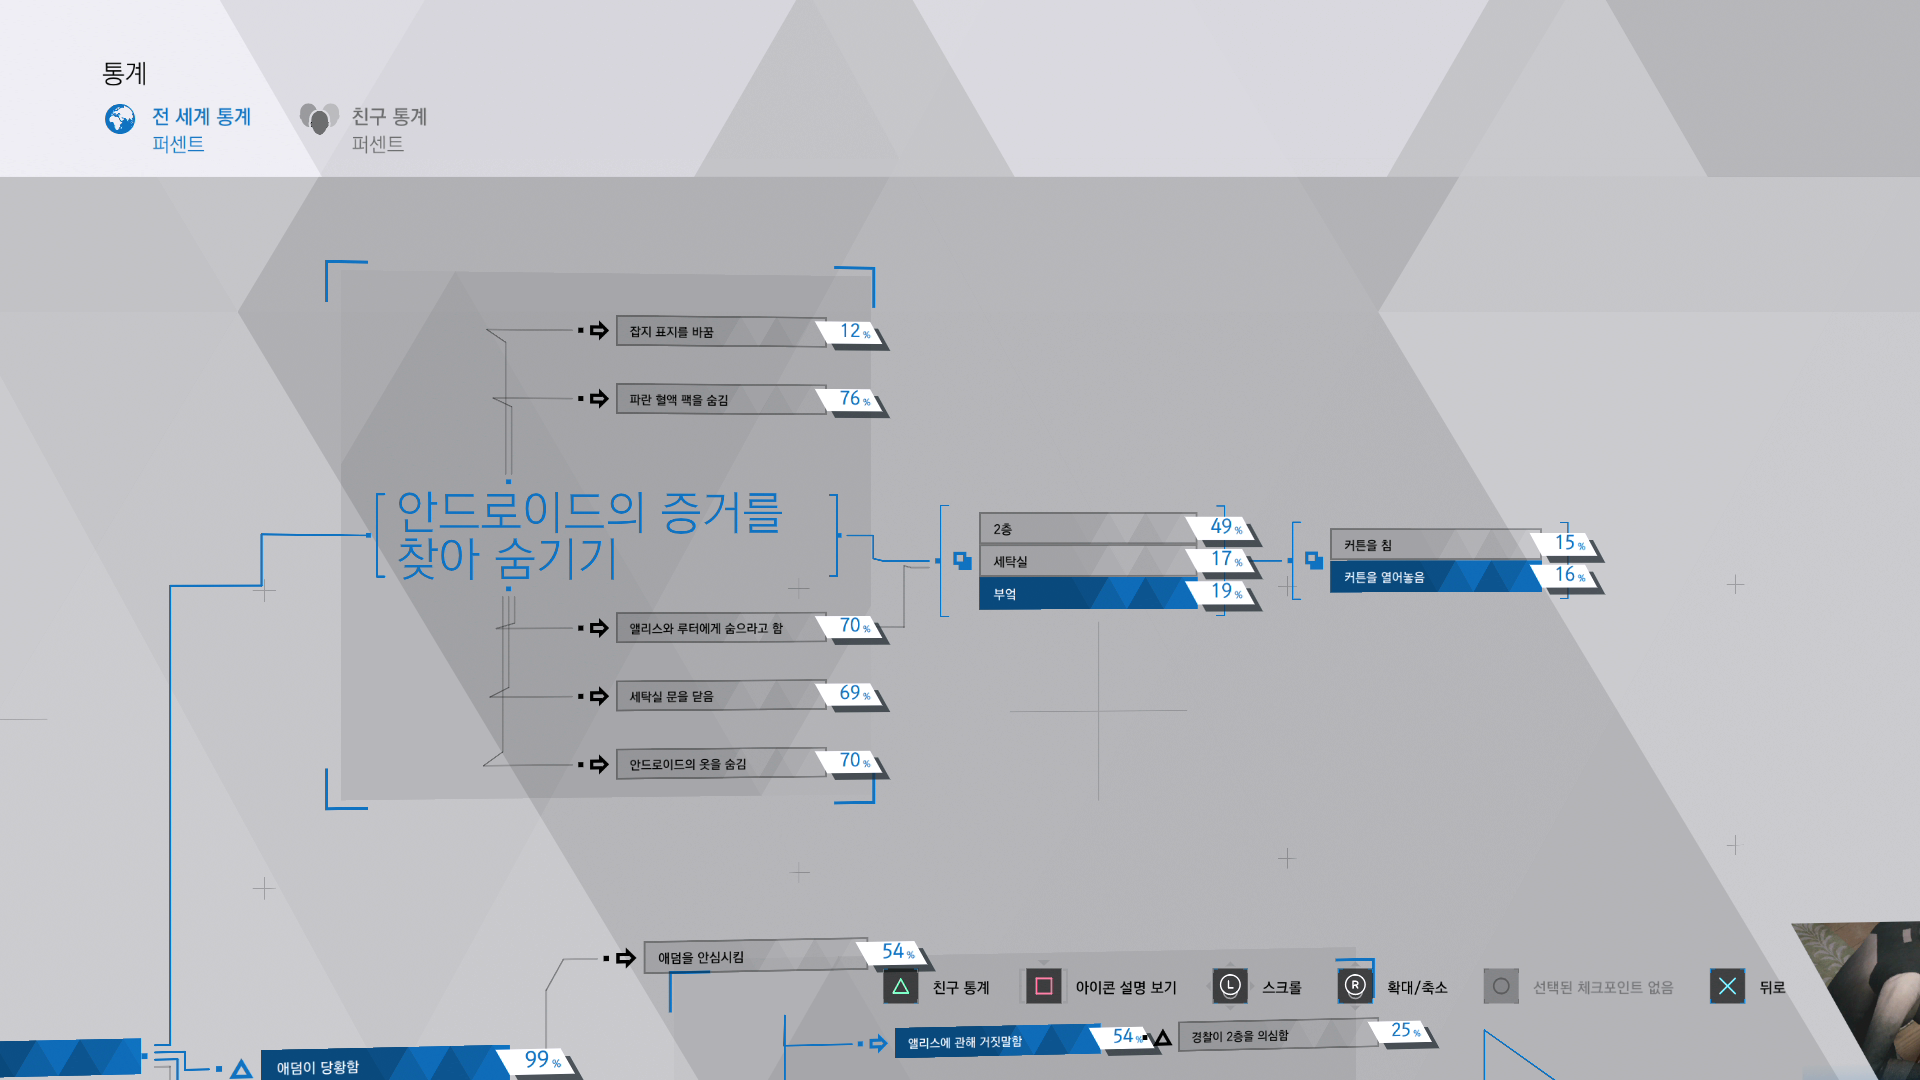 통계
전 세계 통계
퍼센트
친구 통계
퍼센트
잡지 표지를 바꿈
12%
파란 혈액 팩을 숨김
76%
안드로이드의 증거를
찾아 숨기기
2층
49%
세탁실
17%
부엌
19%
커튼을 침
15%
커튼을 열어놓음
16%
앨리스와 루터에게 숨으라고 함
70%
세탁실 문을 닫음
69%
안드로이드의 옷을 숨김
70%
애덤을 안심시킴
54%
친구 통계
아이콘 설명 보기
L
스크롤
R
확대/축소
선택된 체크포인트 없음
뒤로
앨리스에 관해 거짓말함
54%
경찰이 2층을 의심함
25%
애덤이 당황함
99%